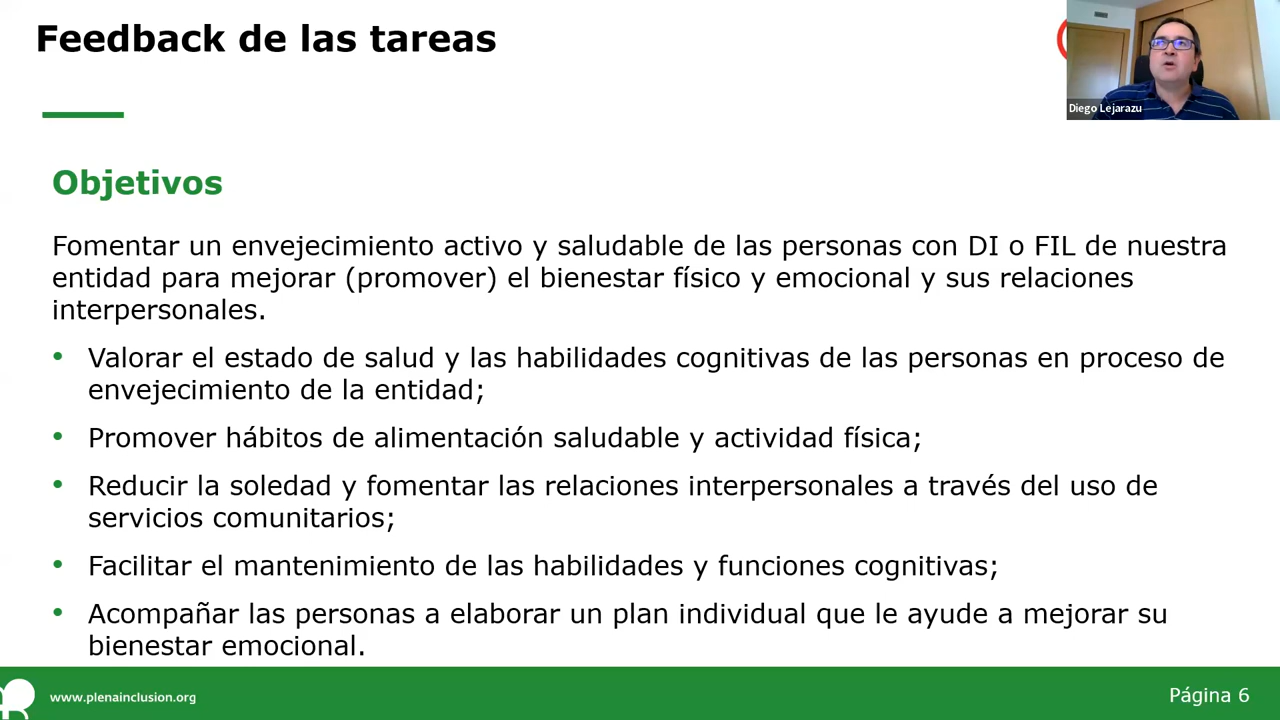 Feedback de las tareas
Diego Lejarazu
Objetivos
Fomentar un envejecimiento activo y saludable de las personas con DI o FIL de nuestra
entidad para mejorar (promover) el bienestar físico y emocional y sus relaciones
interpersonales.
• Valorar el estado de salud y las habilidades cognitivas de las personas en proceso de
envejecimiento de la entidad;
• Promover hábitos de alimentación saludable y actividad física;
• Reducir la soledad y fomentar las relaciones interpersonales a través del uso de
servicios comunitarios;
• Facilitar el mantenimiento de las habilidades y funciones cognitivas;
• Acompañar las personas a elaborar un plan individual que le ayude a mejorar su
bienestar emocional.
www.plenainclusion.org
Página 6